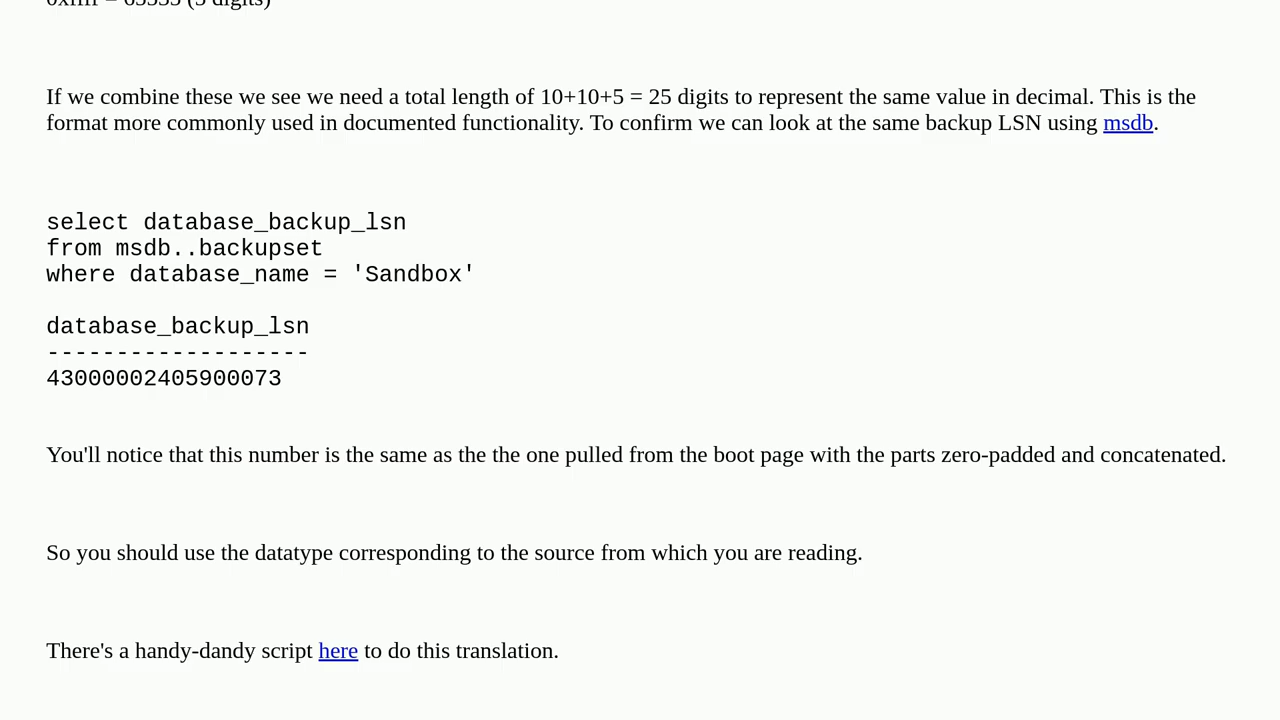 0xffff = 65535 (5 digits)
If we combine these we see we need a total length of 10+10+5 = 25 digits to represent the same value in decimal. This is the
format more commonly used in documented functionality. To confirm we can look at the same backup LSN using msdb.
select database_backup_lsn
from msdb..backupset
where database_name = 'Sandbox'
database_backup_lsn
-------------------
43000002405900073
You'll notice that this number is the same as the the one pulled from the boot page with the parts zero-padded and concatenated.
So you should use the datatype corresponding to the source from which you are reading.
There's a handy-dandy script here to do this translation.